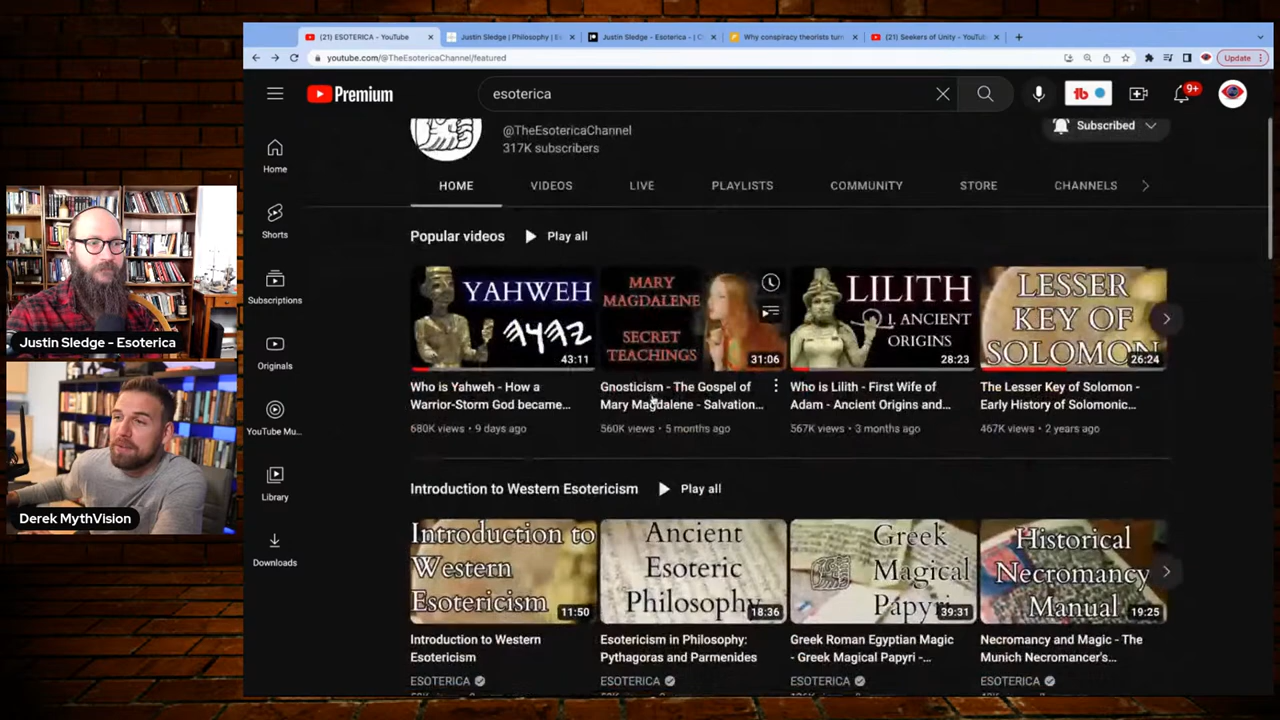 (21) ESOTERICA - YouTube
Justin Sledge | Philosophy | Es
Justin Sledge - Esoterica - | C
Why conspiracy theorists turn
(21) Seekers of Unity - YouTub
youtube.com/@TheEsotericaChannel/featured
Update
Premium
esoterica
9+
@TheEsotericaChannel
317K subscribers
Subscribed
Home
Shorts
Subscriptions
Originals
YouTube Mu...
Library
Downloads
HOME VIDEOS LIVE PLAYLISTS COMMUNITY STORE CHANNELS
Popular videos Play all
YAHWEH
𐤉𐤄𐤅𐤄
43:11
Who is Yahweh - How a
Warrior-Storm God became...
680K views • 9 days ago
MARY
MAGDALENE
SECRET
TEACHINGS
31:06
Gnosticism - The Gospel of
Mary Magdalene - Salvation...
560K views • 5 months ago
LILITH
I. ANCIENT
ORIGINS
28:23
Who is Lilith - First Wife of
Adam - Ancient Origins and...
567K views • 3 months ago
LESSER
KEY OF
SOLOMON
26:24
The Lesser Key of Solomon -
Early History of Solomonic...
467K views • 2 years ago
Introduction to Western Esotericism Play all
Introduction to
Western
Esotericism
11:50
Introduction to Western
Esotericism
ESOTERICA
Ancient
Esoteric
Philosophy
18:36
Esotericism in Philosophy:
Pythagoras and Parmenides
ESOTERICA
Greek
Magical
Papyri
39:31
Greek Roman Egyptian Magic
- Greek Magical Papyri -...
ESOTERICA
Historical
Necromancy
Manual
19:25
Necromancy and Magic - The
Munich Necromancer's...
ESOTERICA
Justin Sledge - Esoterica
Derek MythVision